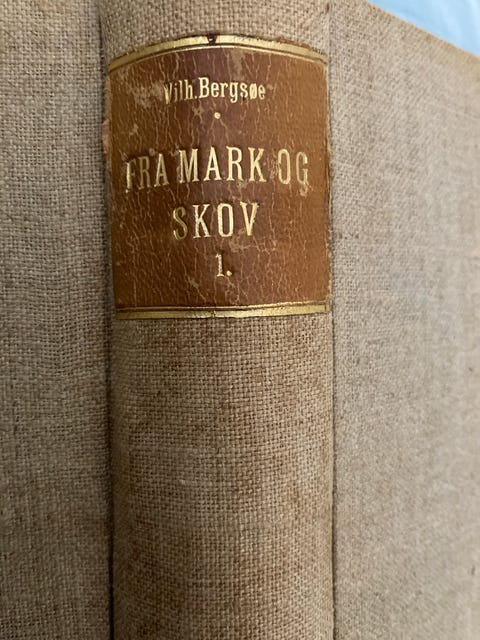 Vilh. Bergsøe
FRA MARK OG
SKOV
1.